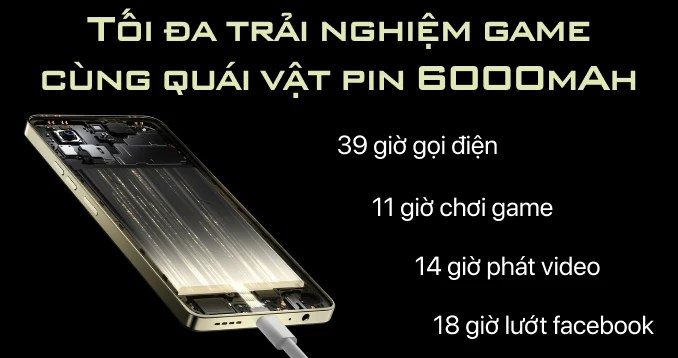 TỐI ĐA TRẢI NGHIỆM GAME
CÙNG QUÁI VẬT PIN 6000MAH
39 giờ gọi điện
11 giờ chơi game
14 giờ phát video
18 giờ lướt facebook